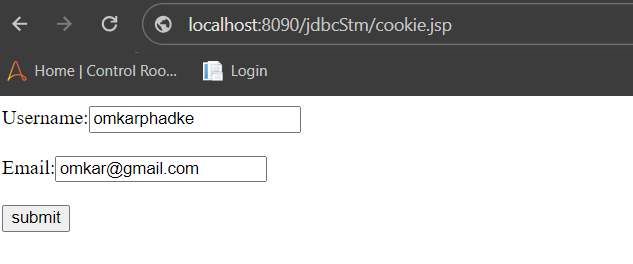 localhost:8090/jdbcStm/cookie.jsp
Home | Control Roo... Login
Username: omkarphadke
Email: omkar@gmail.com
submit